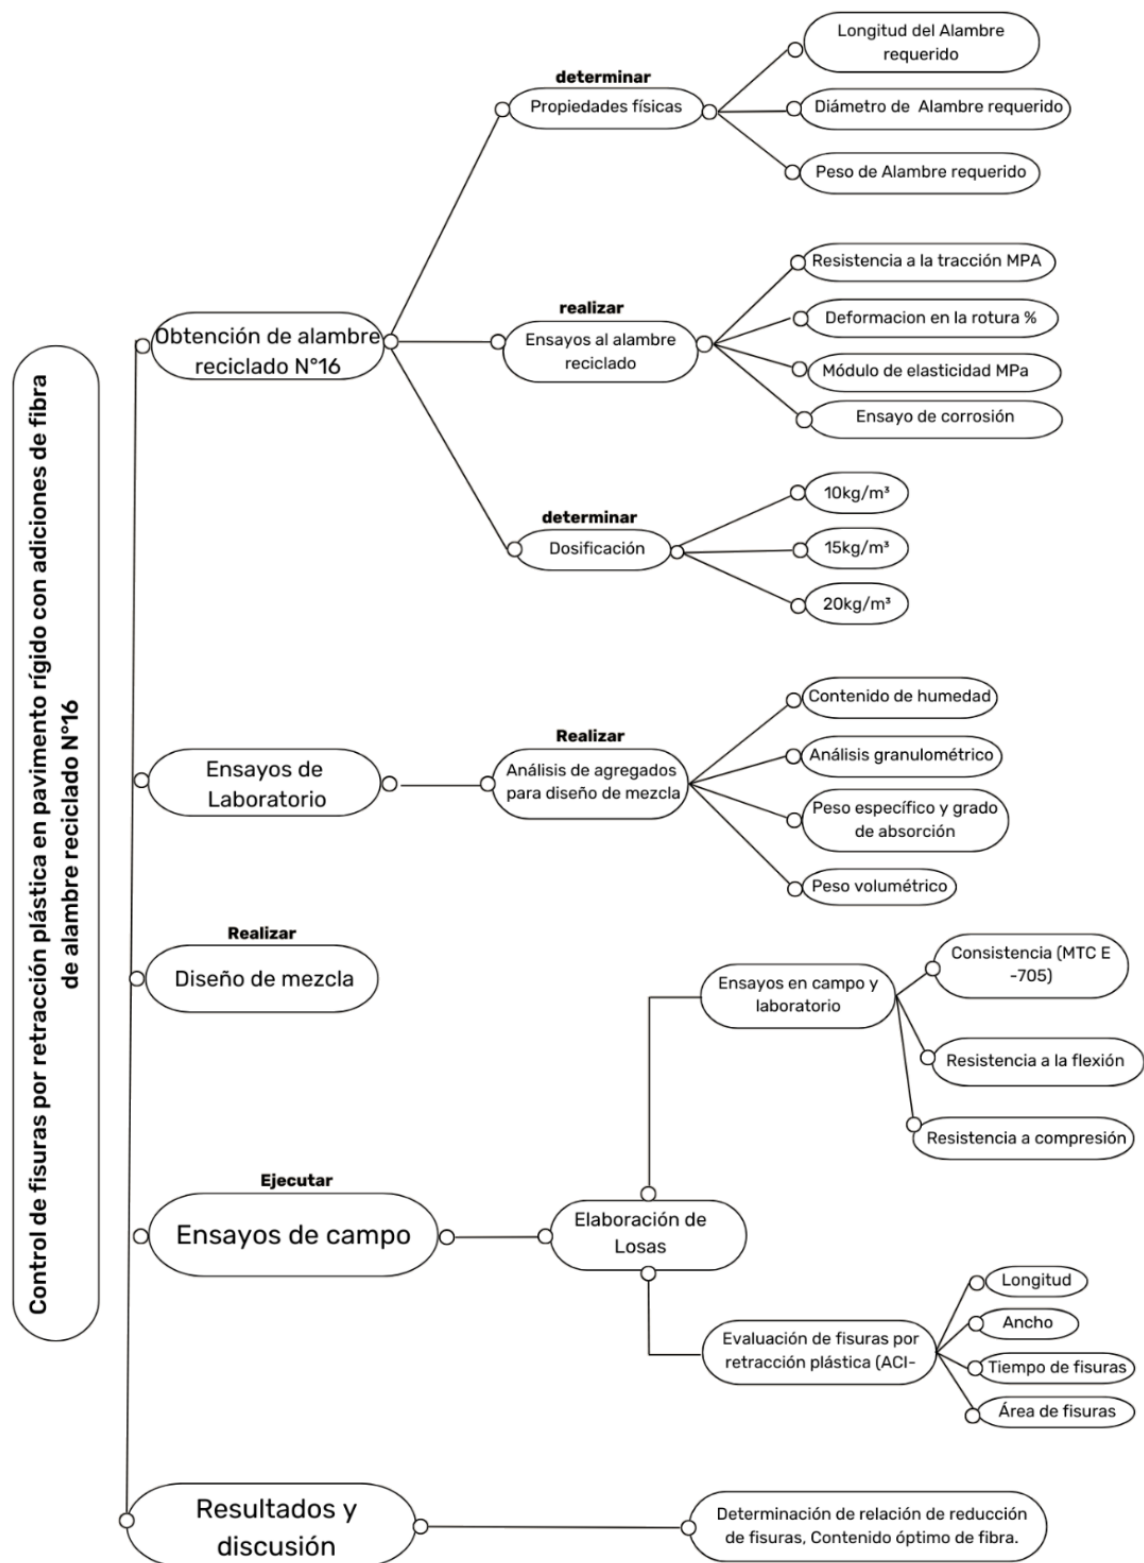 Control de fisuras por retracción plástica en pavimento rígido con adiciones de fibra
de alambre reciclado N°16
Obtención de alambre
reciclado N°16
determinar
Propiedades físicas
Longitud del Alambre
requerido
Diámetro de Alambre requerido
Peso de Alambre requerido
realizar
Ensayos al alambre
reciclado
Resistencia a la tracción MPA
Deformacion en la rotura %
Módulo de elasticidad MPa
Ensayo de corrosión
determinar
Dosificación
10kg/m³
15kg/m³
20kg/m³
Ensayos de
Laboratorio
Realizar
Análisis de agregados
para diseño de mezcla
Contenido de humedad
Análisis granulométrico
Peso específico y grado
de absorción
Peso volumétrico
Realizar
Diseño de mezcla
Ejecutar
Ensayos de campo
Elaboración de
Losas
Ensayos en campo y
laboratorio
Consistencia (MTC E
-705)
Resistencia a la flexión
Resistencia a compresión
Evaluación de fisuras por
retracción plástica (ACI-
Longitud
Ancho
Tiempo de fisuras
Área de fisuras
Resultados y
discusión
Determinación de relación de reducción
de fisuras, Contenido óptimo de fibra.